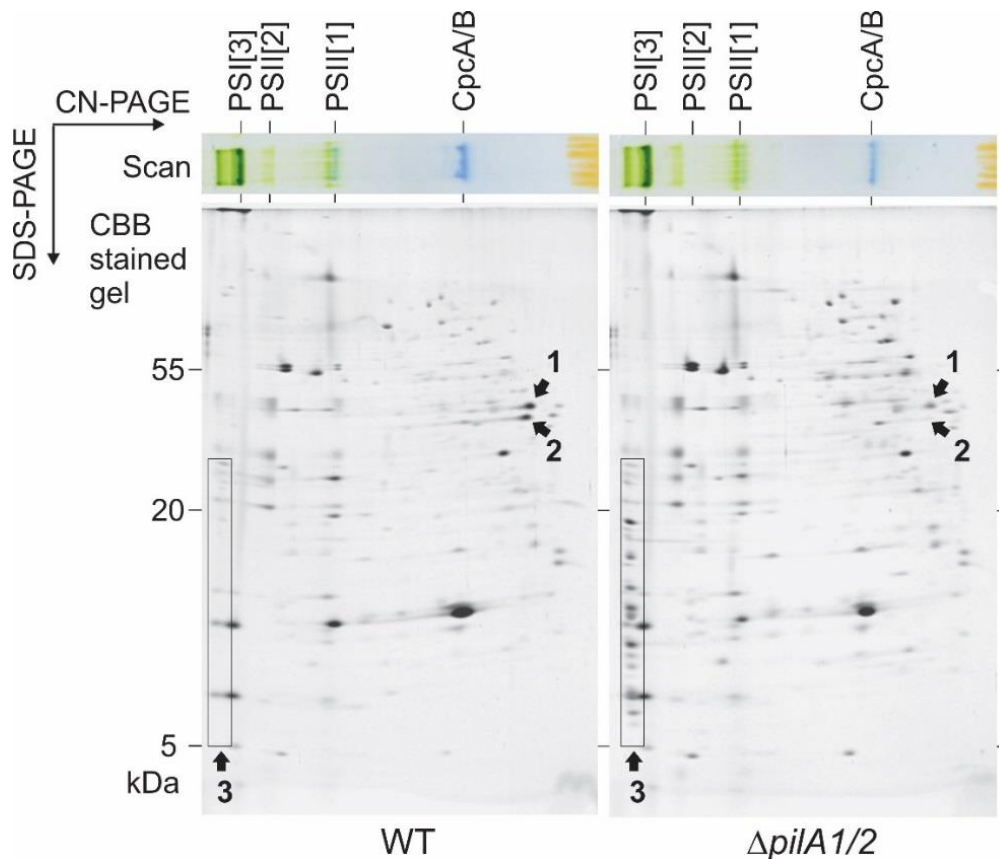 PSI[3]
PSII[2]
PSII[1]
CpcA/B
PSI[3]
PSII[2]
PSII[1]
CpcA/B
CN-PAGE
SDS-PAGE
Scan
CBB
stained
gel
55
20
5
kDa
1
2
3
1
2
3
WT
ΔpilA1/2